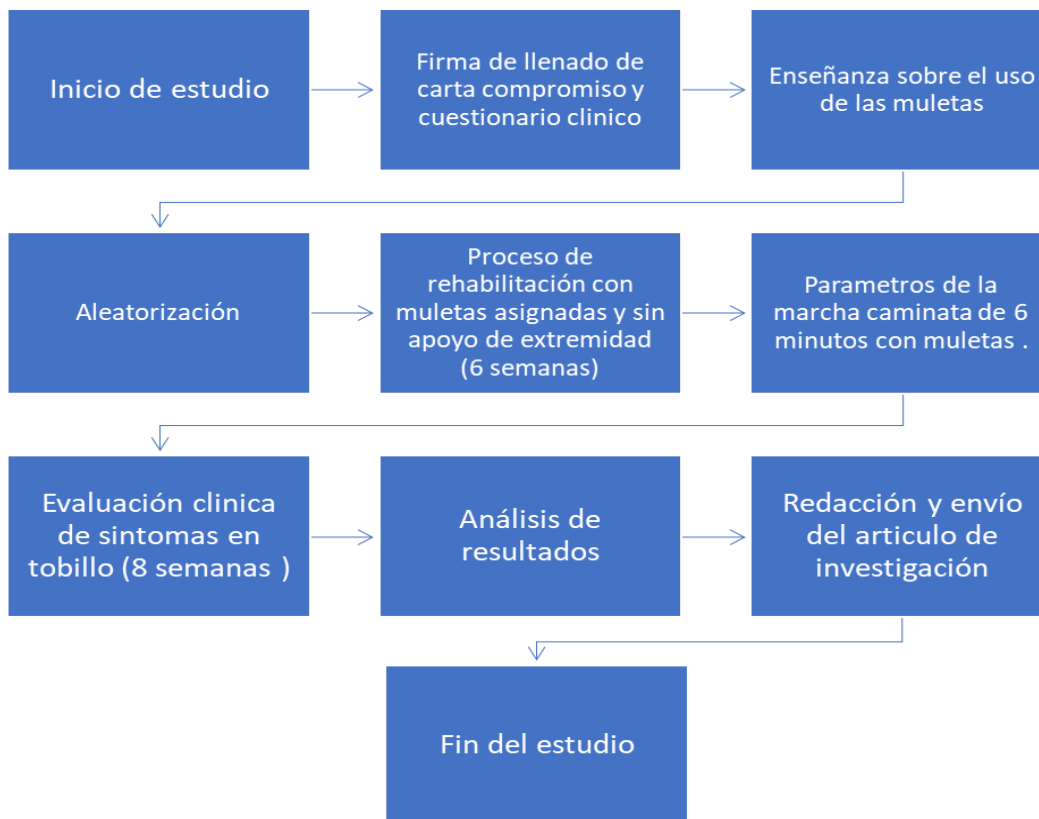 Inicio de estudio
Firma de llenado de
carta compromiso y
cuestionario clinico
Enseñanza sobre el uso
de las muletas
Aleatorización
Proceso de
rehabilitación con
muletas asignadas y sin
apoyo de extremidad
(6 semanas)
Parametros de la
marcha caminata de 6
minutos con muletas .
Evaluación clinica
de sintomas en
tobillo (8 semanas )
Análisis de
resultados
Redacción y envío
del articulo de
investigación
Fin del estudio